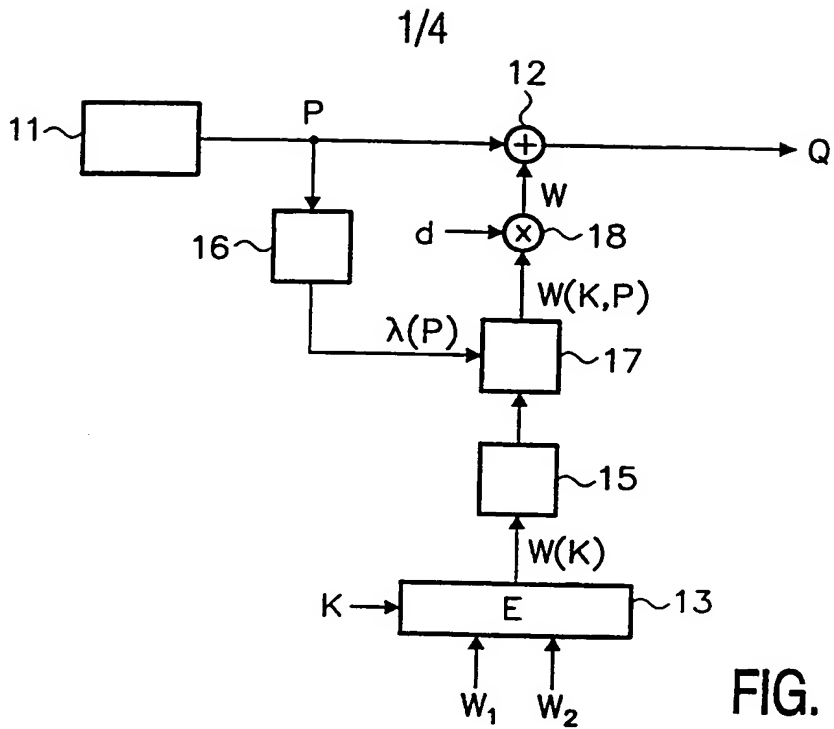 1/4
12
11
P
Q
W
16
d
×
18
W(K,P)
λ(P)
17
15
W(K)
K
E
13
W₁
W₂
FIG.